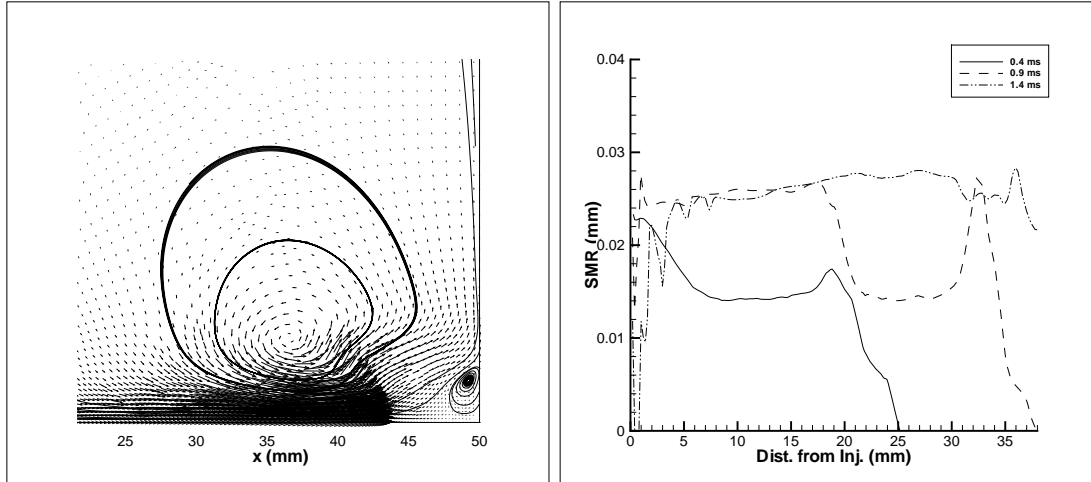 25 30 35 40 45 50
x (mm)
0.4 ms
0.9 ms
1.4 ms
0.04
0.03
0.02
0.01
0
SMR (mm)
0 5 10 15 20 25 30 35
Dist. from Inj. (mm)